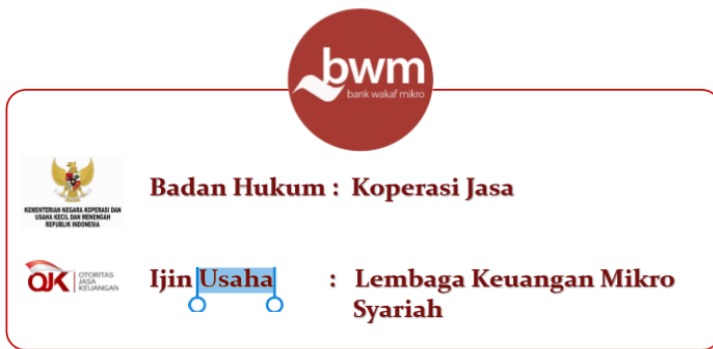 bwm
bank wakaf mikro
Badan Hukum : Koperasi Jasa
KEMENTERIAN NEGARA KOPERASI DAN
USAHA KECIL DAN MENENGAH
REPUBLIK INDONESIA
OJK OTORITAS
JASA
KEUANGAN
Ijin Usaha : Lembaga Keuangan Mikro
Syariah